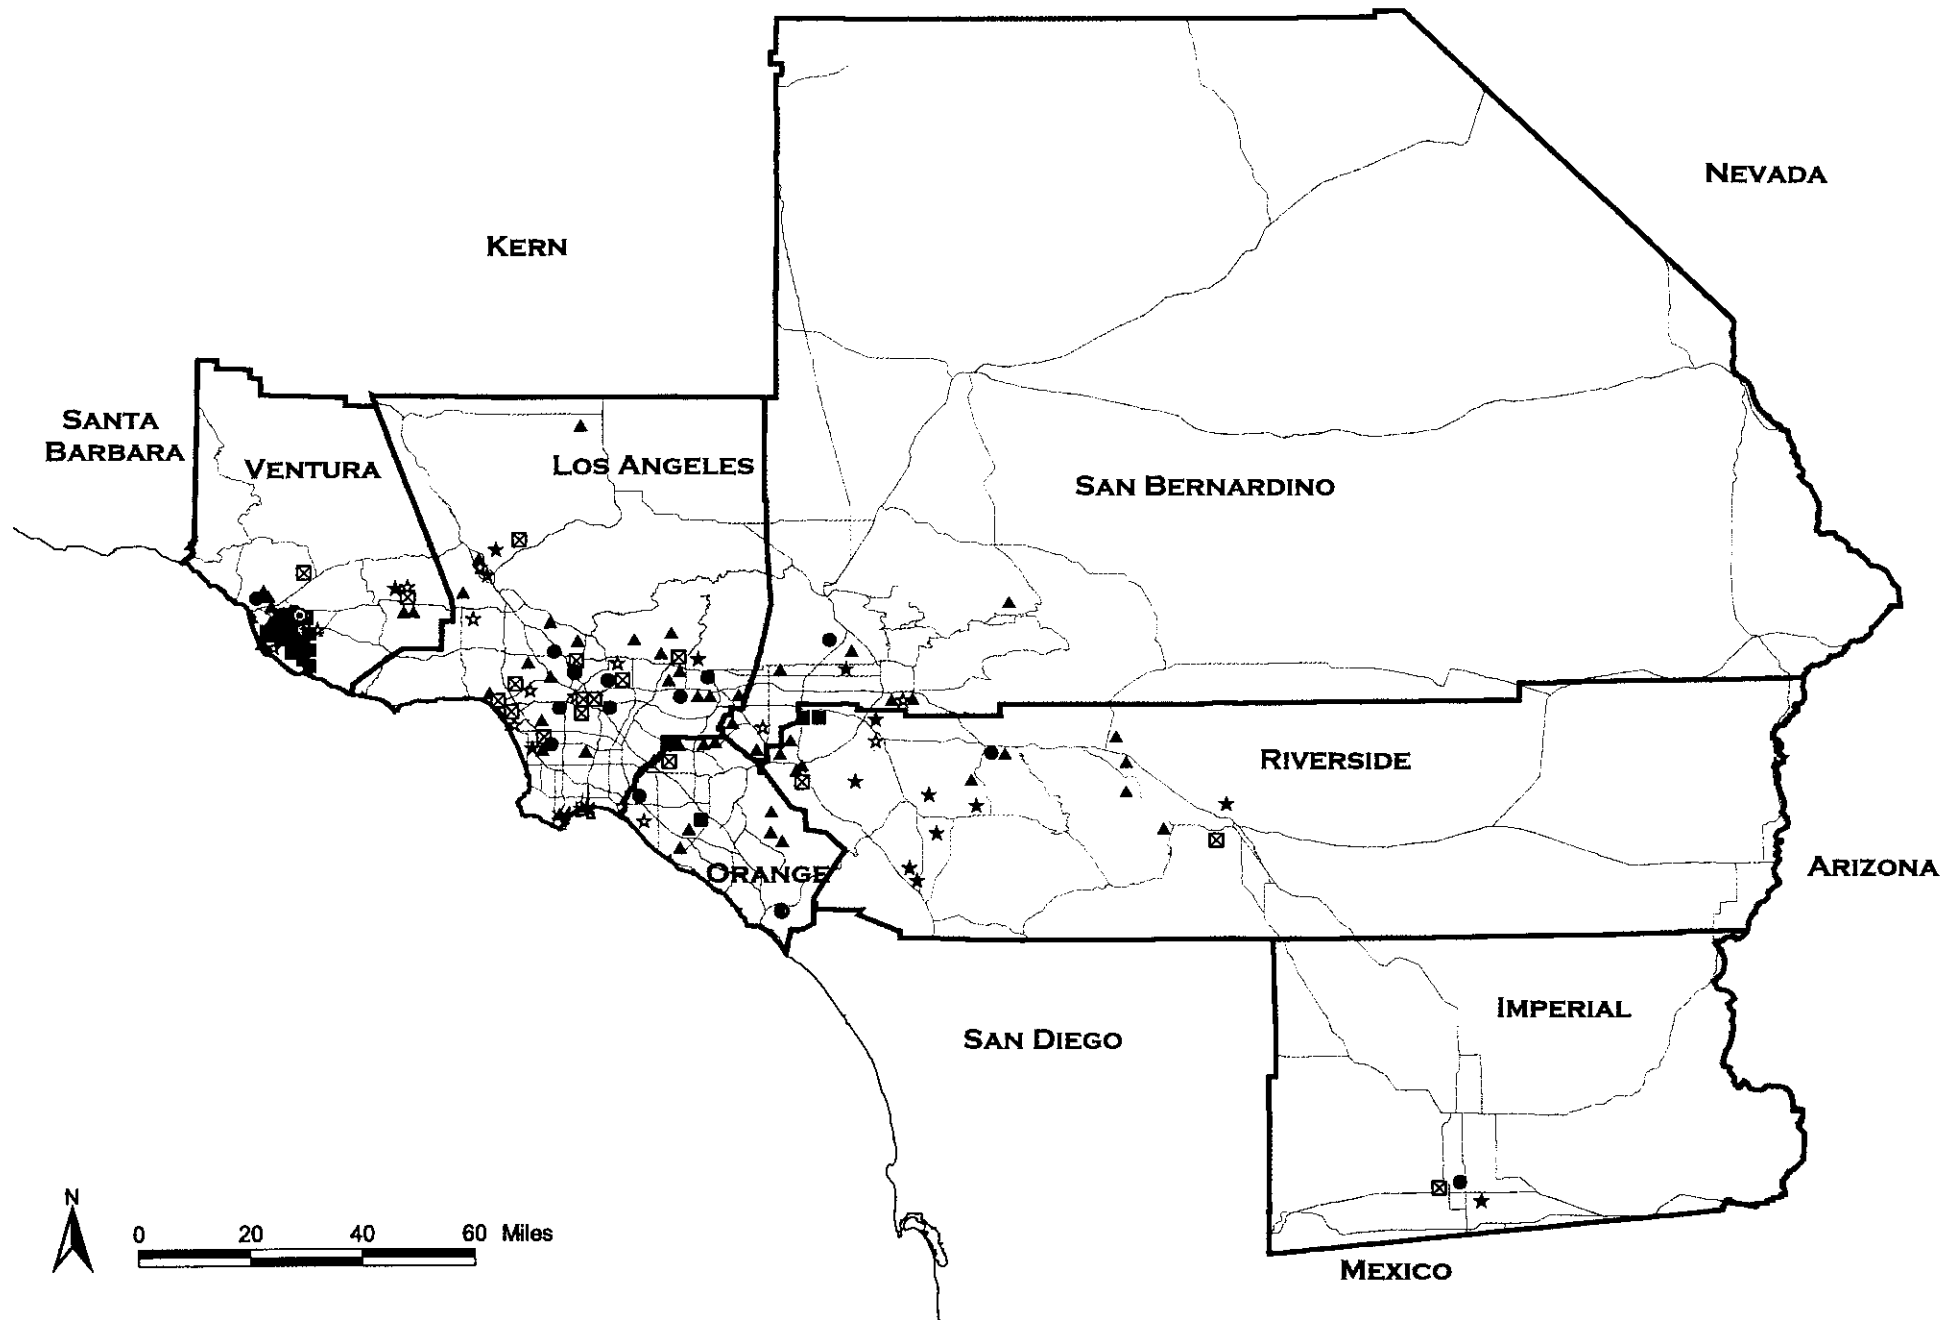 NEVADA
KERN
SANTA
BARBARA
VENTURA
LOS ANGELES
SAN BERNARDINO
RIVERSIDE
ARIZONA
ORANGE
IMPERIAL
SAN DIEGO
N
0 20 40 60 Miles
MEXICO